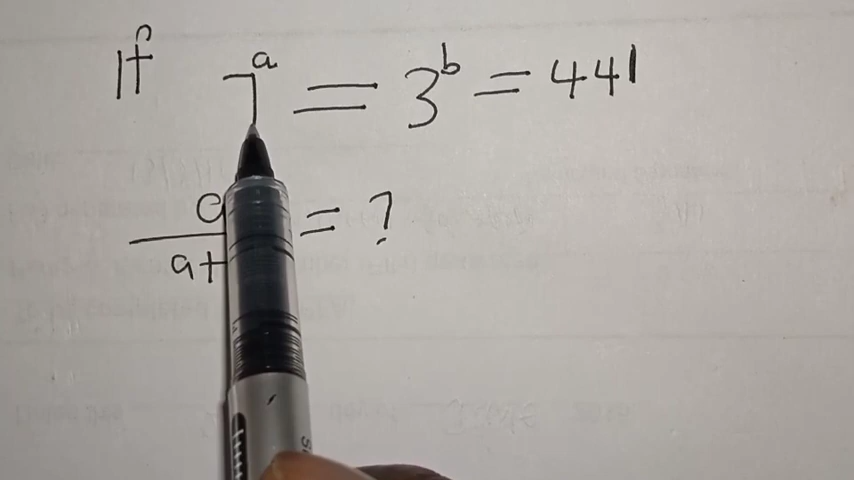 If 7^a = 3^b = 441
a
a+ = ?